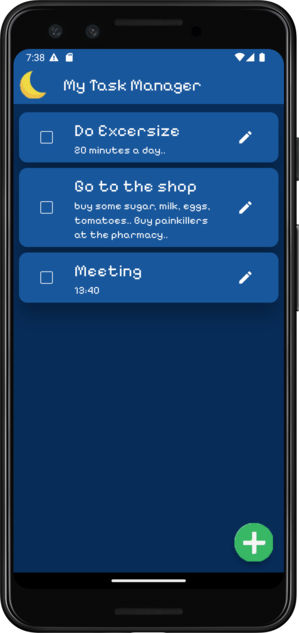 7:38
My Task Manager
Do Excersize
20 minutes a day..
Go to the shop
buy some sugar, milk, eggs,
tomatoes.. Buy painkillers
at the pharmacy..
Meeting
13:40